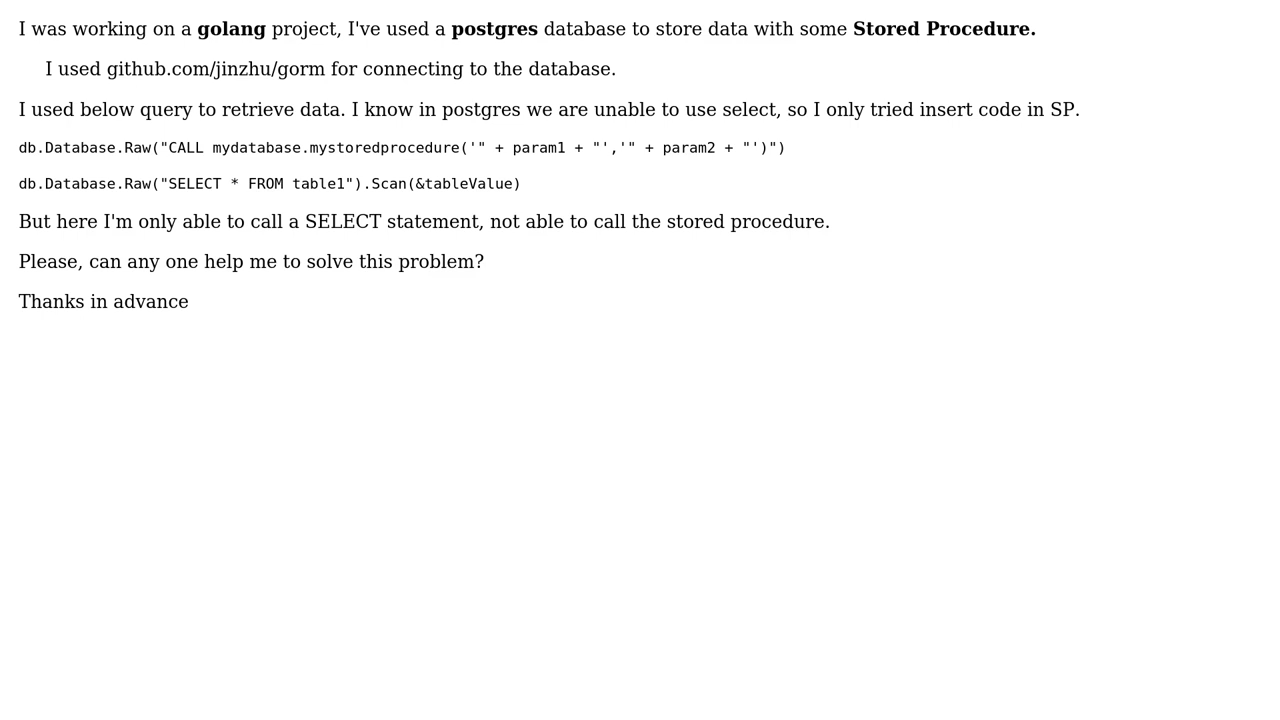 I was working on a golang project, I've used a postgres database to store data with some Stored Procedure.
I used github.com/jinzhu/gorm for connecting to the database.
I used below query to retrieve data. I know in postgres we are unable to use select, so I only tried insert code in SP.
db.Database.Raw("CALL mydatabase.mystoredprocedure('" + param1 + "','" + param2 + "')")
db.Database.Raw("SELECT * FROM table1").Scan(&tableValue)
But here I'm only able to call a SELECT statement, not able to call the stored procedure.
Please, can any one help me to solve this problem?
Thanks in advance